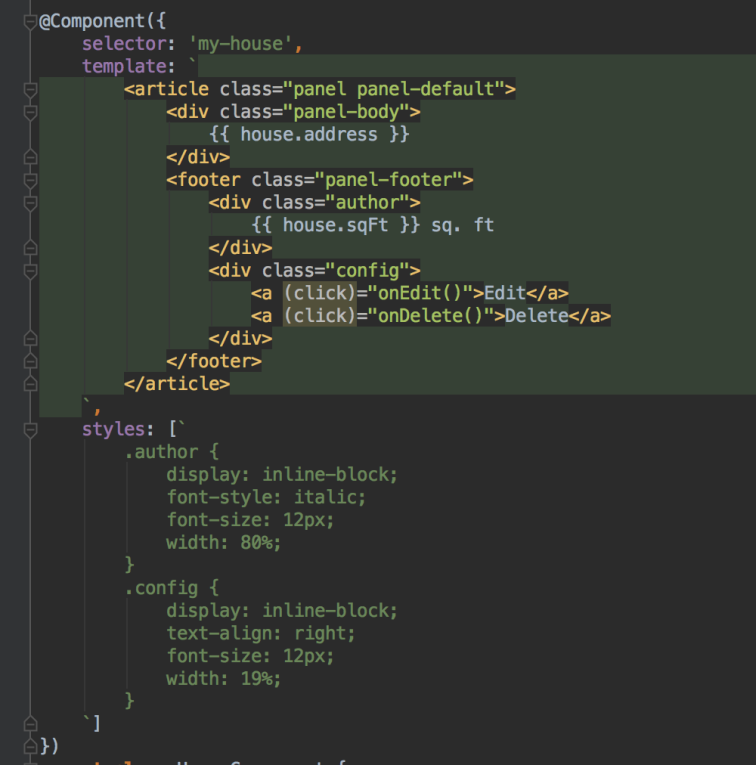 @Component({
    selector: 'my-house',
    template: `
        <article class="panel panel-default">
            <div class="panel-body">
                {{ house.address }}
            </div>
            <footer class="panel-footer">
                <div class="author">
                    {{ house.sqFt }} sq. ft
                </div>
                <div class="config">
                    <a (click)="onEdit()">Edit</a>
                    <a (click)="onDelete()">Delete</a>
                </div>
            </footer>
        </article>
    `,
    styles: [`
        .author {
            display: inline-block;
            font-style: italic;
            font-size: 12px;
            width: 80%;
        }
        .config {
            display: inline-block;
            text-align: right;
            font-size: 12px;
            width: 19%;
        }
    `]
})